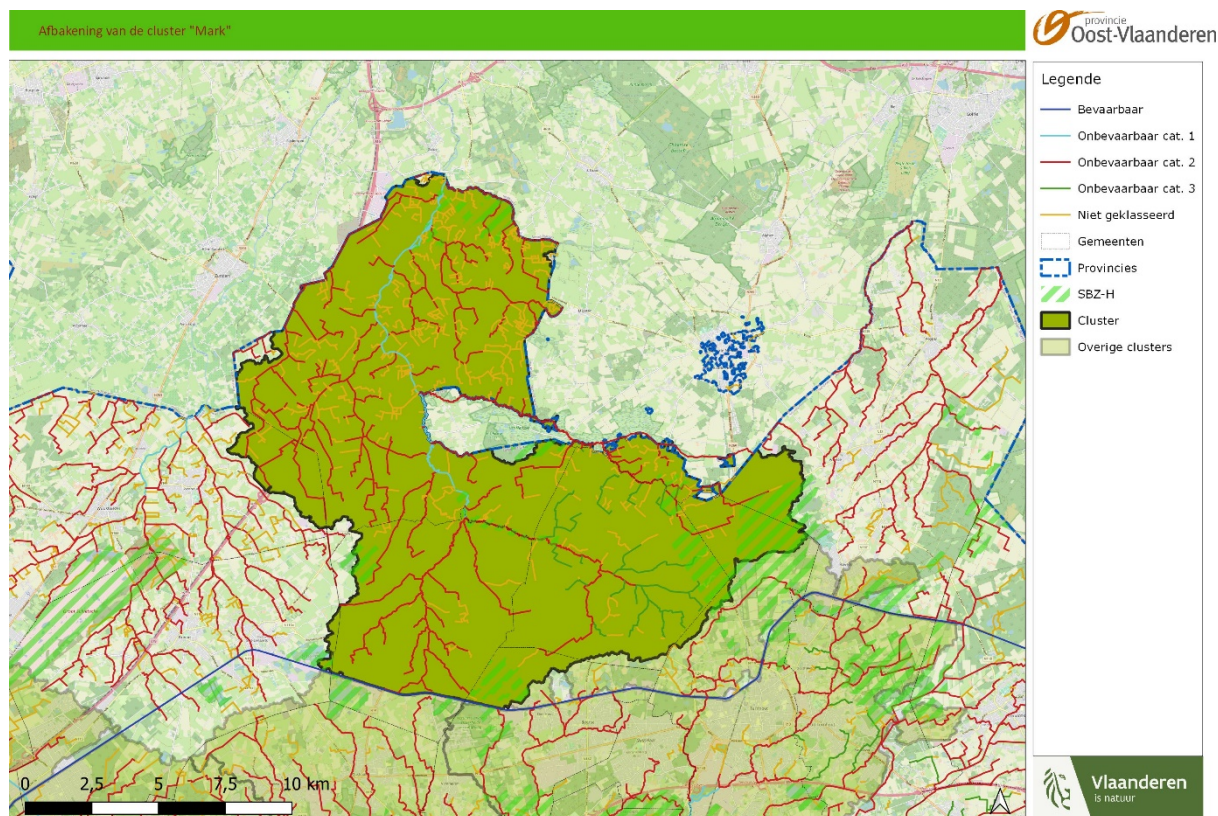 Afbakening van de cluster "Mark"
provincie
Oost-Vlaanderen
Legende
Bevaarbaar
Onbevaarbaar cat. 1
Onbevaarbaar cat. 2
Onbevaarbaar cat. 3
Niet geklasseerd
Gemeenten
Provincies
SBZ-H
Cluster
Overige clusters
0 2,5 5 7,5 10 km
Vlaanderen
is natuur